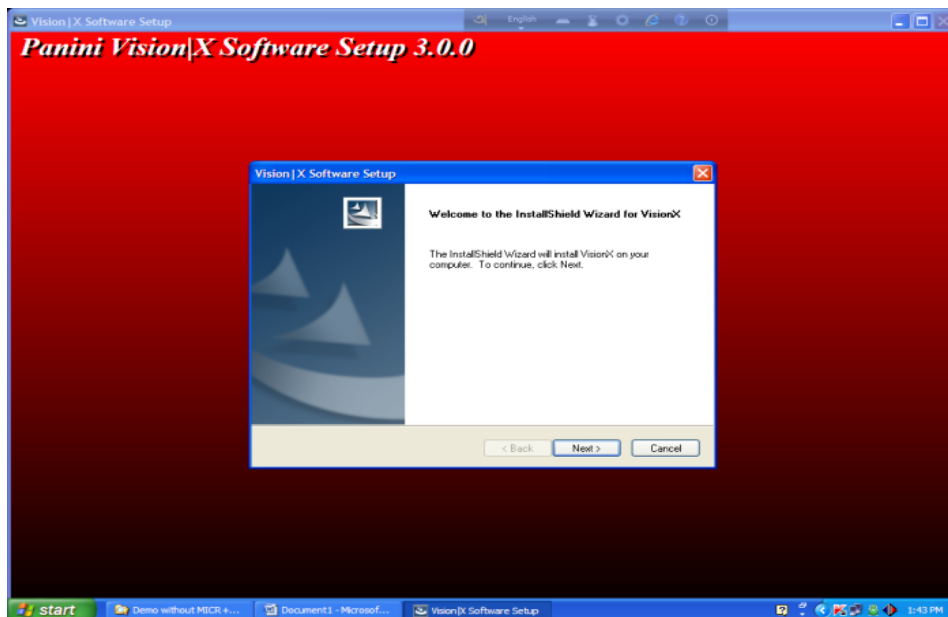 Vision|X Software Setup
English
Panini Vision|X Software Setup 3.0.0
Vision|X Software Setup
Welcome to the InstallShield Wizard for VisionX
The InstallShield Wizard will install VisionX on your
computer. To continue, click Next.
< Back Next > Cancel
start Demo without MICR +... Document1 - Microsof... Vision|X Software Setup 1:43 PM